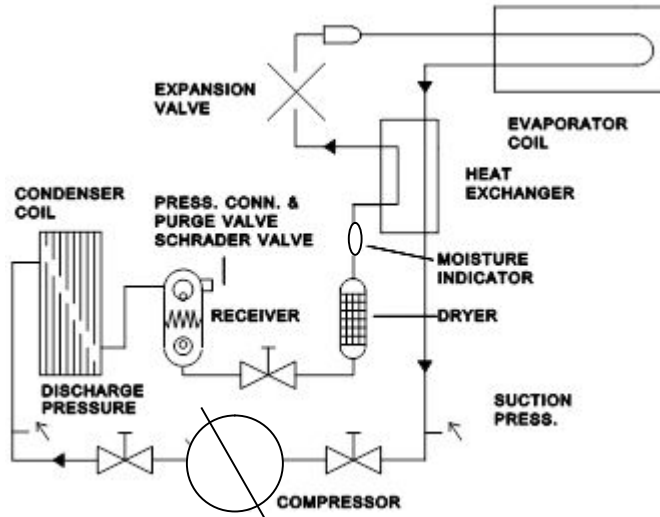 EXPANSION
VALVE
EVAPORATOR
COIL
HEAT
EXCHANGER
CONDENSER
COIL
PRESS. CONN. &
PURGE VALVE
SCHRADER VALVE
MOISTURE
INDICATOR
RECEIVER
DRYER
DISCHARGE
PRESSURE
SUCTION
PRESS.
COMPRESSOR